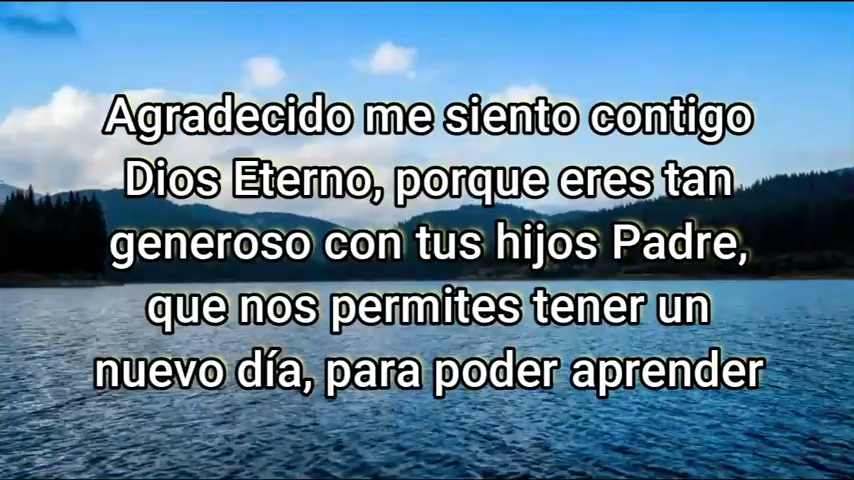 Agradecido me siento contigo
Dios Eterno, porque eres tan
generoso con tus hijos Padre,
que nos permites tener un
nuevo día, para poder aprender